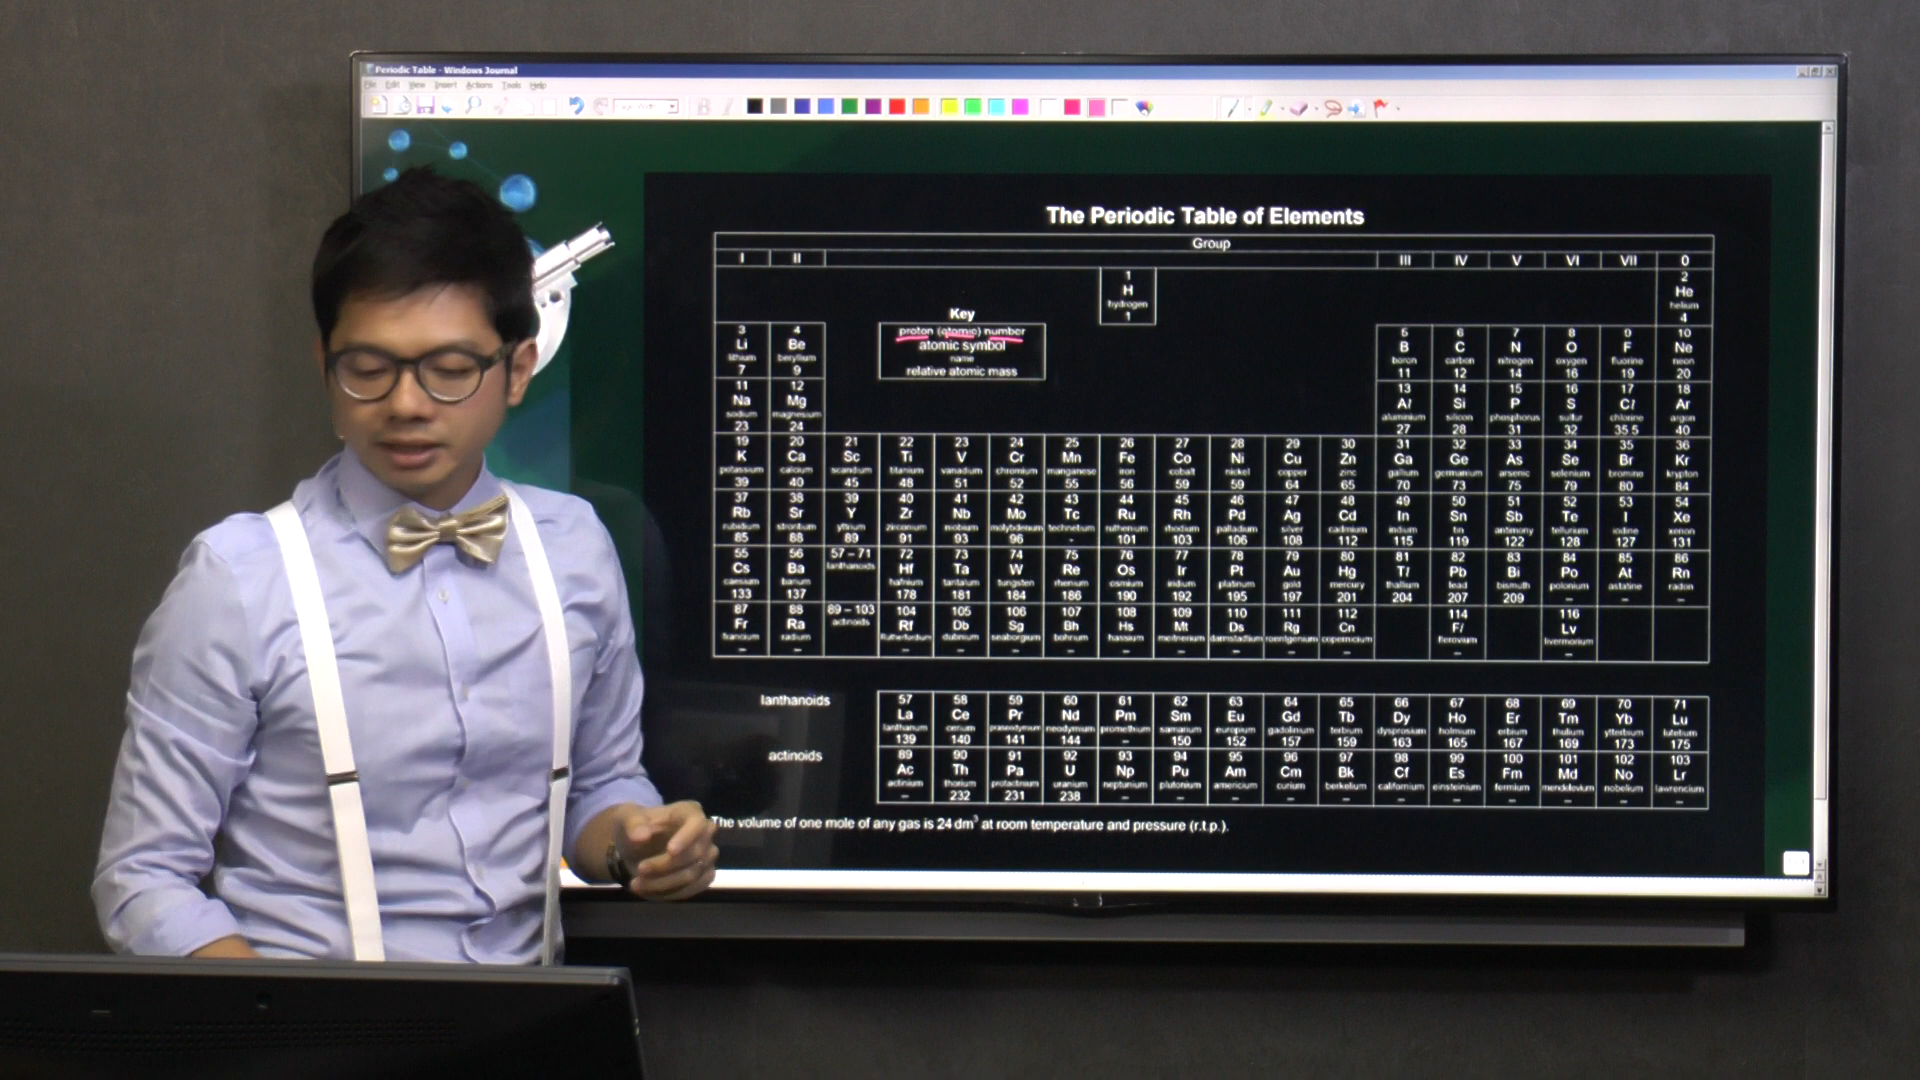 Periodic Table - Windows Journal
File Edit View Insert Actions Tools Help
The Periodic Table of Elements
Group
I II III IV V VI VII 0
1 2
H He
hydrogen helium
1 4
Key
proton (atomic) number
atomic symbol
name
relative atomic mass
3 4 5 6 7 8 9 10
Li Be B C N O F Ne
lithium beryllium boron carbon nitrogen oxygen fluorine neon
7 9 11 12 14 16 19 20
11 12 13 14 15 16 17 18
Na Mg Al Si P S Cl Ar
sodium magnesium aluminium silicon phosphorus sulfur chlorine argon
23 24 27 28 31 32 35.5 40
19 20 21 22 23 24 25 26 27 28 29 30 31 32 33 34 35 36
K Ca Sc Ti V Cr Mn Fe Co Ni Cu Zn Ga Ge As Se Br Kr
potassium calcium scandium titanium vanadium chromium manganese iron cobalt nickel copper zinc gallium germanium arsenic selenium bromine krypton
39 40 45 48 51 52 55 56 59 59 64 65 70 73 75 79 80 84
37 38 39 40 41 42 43 44 45 46 47 48 49 50 51 52 53 54
Rb Sr Y Zr Nb Mo Tc Ru Rh Pd Ag Cd In Sn Sb Te I Xe
rubidium strontium yttrium zirconium niobium molybdenum technetium ruthenium rhodium palladium silver cadmium indium tin antimony tellurium iodine xenon
85 88 89 91 93 96 - 101 103 106 108 112 115 119 122 128 127 131
55 56 57 – 71 72 73 74 75 76 77 78 79 80 81 82 83 84 85 86
Cs Ba lanthanoids Hf Ta W Re Os Ir Pt Au Hg Tl Pb Bi Po At Rn
caesium barium hafnium tantalum tungsten rhenium osmium iridium platinum gold mercury thallium lead bismuth polonium astatine radon
133 137 178 181 184 186 190 192 195 197 201 204 207 209 – – –
87 88 89 – 103 104 105 106 107 108 109 110 111 112 114 116
Fr Ra actinoids Rf Db Sg Bh Hs Mt Ds Rg Cn Fl Lv
francium radium Rutherfordium dubnium seaborgium bohrium hassium meitnerium darmstadtium roentgenium copernicium flerovium livermorium
– – – – – – – – – – – – –
lanthanoids
57 58 59 60 61 62 63 64 65 66 67 68 69 70 71
La Ce Pr Nd Pm Sm Eu Gd Tb Dy Ho Er Tm Yb Lu
lanthanum cerium praseodymium neodymium promethium samarium europium gadolinium terbium dysprosium holmium erbium thulium ytterbium lutetium
139 140 141 144 – 150 152 157 159 163 165 167 169 173 175
actinoids
89 90 91 92 93 94 95 96 97 98 99 100 101 102 103
Ac Th Pa U Np Pu Am Cm Bk Cf Es Fm Md No Lr
actinium thorium protactinium uranium neptunium plutonium americium curium berkelium californium einsteinium fermium mendelevium nobelium lawrencium
– 232 231 238 – – – – – – – – – – –
The volume of one mole of any gas is 24 dm³ at room temperature and pressure (r.t.p.).